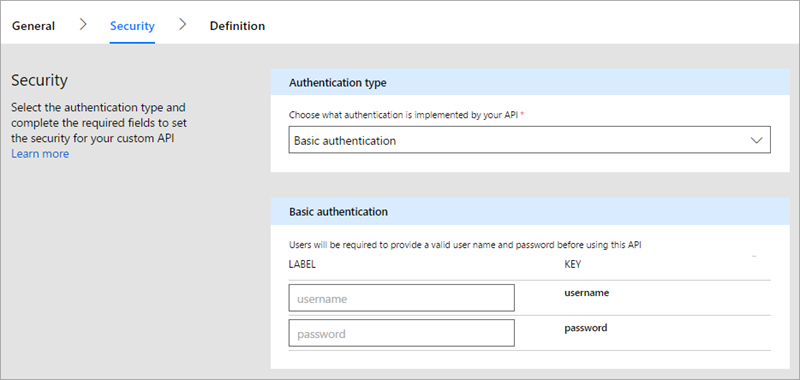 General > Security > Definition
Security
Select the authentication type and
complete the required fields to set
the security for your custom API
Learn more
Authentication type
Choose what authentication is implemented by your API *
Basic authentication
Basic authentication
Users will be required to provide a valid user name and password before using this API
LABEL KEY
username username
password password